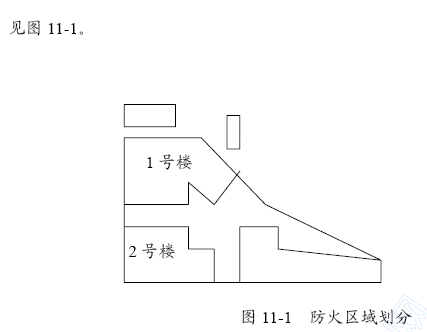 见图 11-1。
1 号楼
2 号楼
图 11-1 防火区域划分